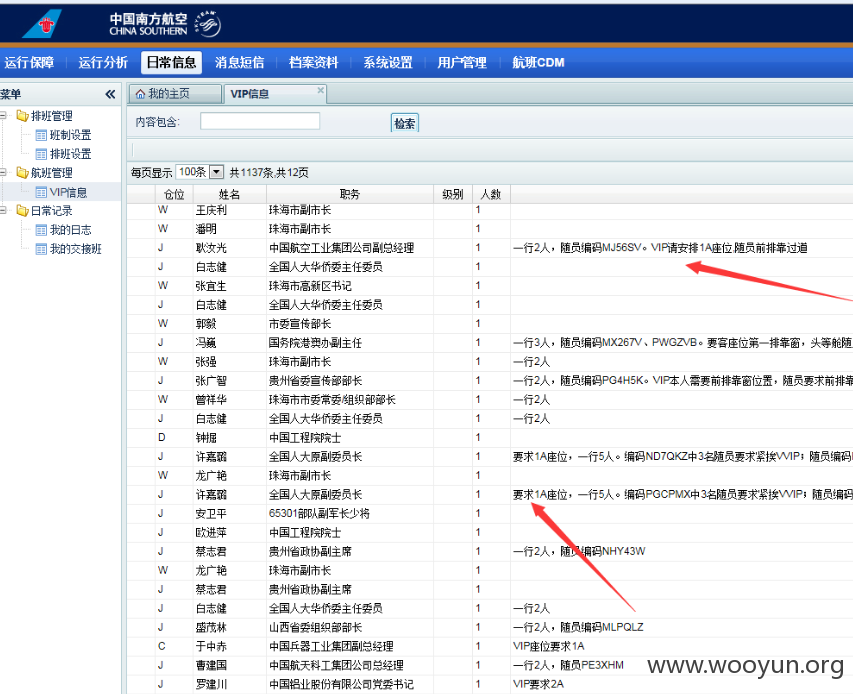 中国南方航空
CHINA SOUTHERN
SKYTEAM
运行保障 运行分析 日常信息 消息短信 档案资料 系统设置 用户管理 航班CDM
菜单 « 我的主页 VIP信息 ×
排班管理
班制设置
排班设置
航班管理
VIP信息
日常记录
我的日志
我的交接班
内容包含: 检索
每页显示 100条 共1137条,共12页
仓位 姓名 职务 级别 人数
W 王庆利 珠海市副市长 1
W 潘明 珠海市副市长 1
J 耿汝光 中国航空工业集团公司副总经理 1 一行2人，随员编码MJ56SV。VIP请安排1A座位,随员前排靠过道
J 白志健 全国人大华侨委主任委员 1
W 张宜生 珠海市高新区书记 1
J 白志健 全国人大华侨委主任委员 1
W 郭毅 市委宣传部长 1
J 冯巍 国务院港澳办副主任 1 一行3人，随员编码MX267V、PWGZVB。要客座位第一排靠窗，头等舱随
W 张强 珠海市副市长 1 一行2人
J 张广智 贵州省委宣传部部长 1 一行2人，随员编码PG4H5K。VIP本人需要前排靠窗位置，随员要求前排靠
W 曾祥华 珠海市市委常委/组织部部长 1 一行2人
J 白志健 全国人大华侨委主任委员 1 一行2人
D 钟掘 中国工程院院士 1
J 许嘉璐 全国人大原副委员长 1 要求1A座位，一行5人。编码ND7QKZ中3名随员要求紧挨VVIP；随员编码
W 龙广艳 珠海市副市长 1
J 许嘉璐 全国人大原副委员长 1 要求1A座位，一行5人。编码PGCPMX中3名随员要求紧挨VVIP；随员编码
J 安卫平 65301部队副军长少将 1
J 欧进萍 中国工程院院士 1
J 蔡志君 贵州省政协副主席 1 一行2人，随员编码NHY43W
W 龙广艳 珠海市副市长 1
J 蔡志君 贵州省政协副主席 1
J 白志健 全国人大华侨委主任委员 1 一行2人
J 盛茂林 山西省委组织部部长 1 一行2人，随员编码MLPQLZ
C 于中赤 中国兵器工业集团副总经理 1 VIP座位要求1A
J 曹建国 中国航天科工集团公司总经理 1 一行2人，随员PE3XHM
J 罗建川 中国铝业股份有限公司党委书记 1 VIP要求2A
www.wooyun.org